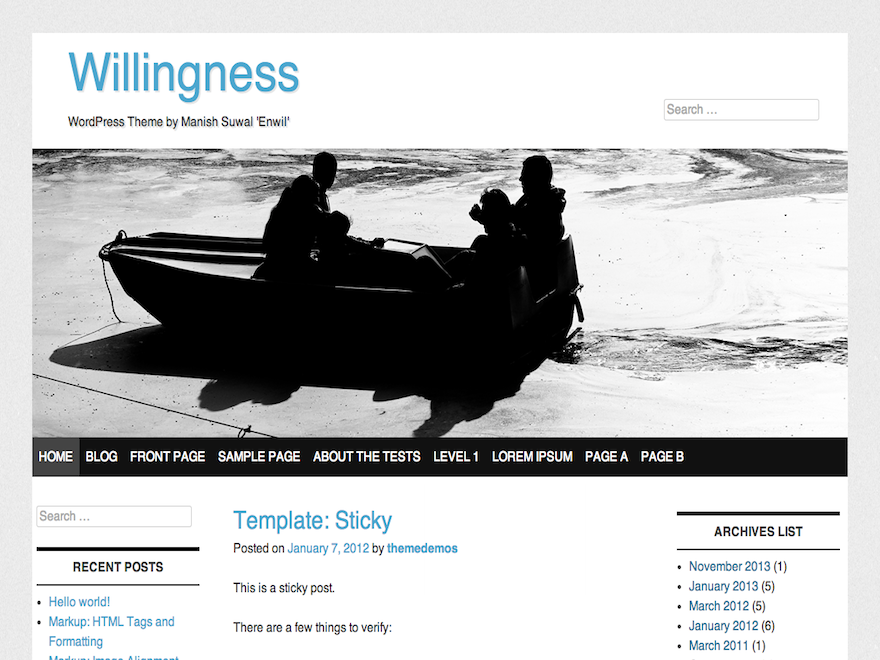 Willingness
WordPress Theme by Manish Suwal 'Enwil'
Search ...
HOME BLOG FRONT PAGE SAMPLE PAGE ABOUT THE TESTS LEVEL 1 LOREM IPSUM PAGE A PAGE B
Search ...
RECENT POSTS
Hello world!
Markup: HTML Tags and
Formatting
Markup: Image Alignment
Template: Sticky
Posted on January 7, 2012 by themedemos
This is a sticky post.
There are a few things to verify:
ARCHIVES LIST
November 2013 (1)
January 2013 (5)
March 2012 (5)
January 2012 (6)
March 2011 (1)